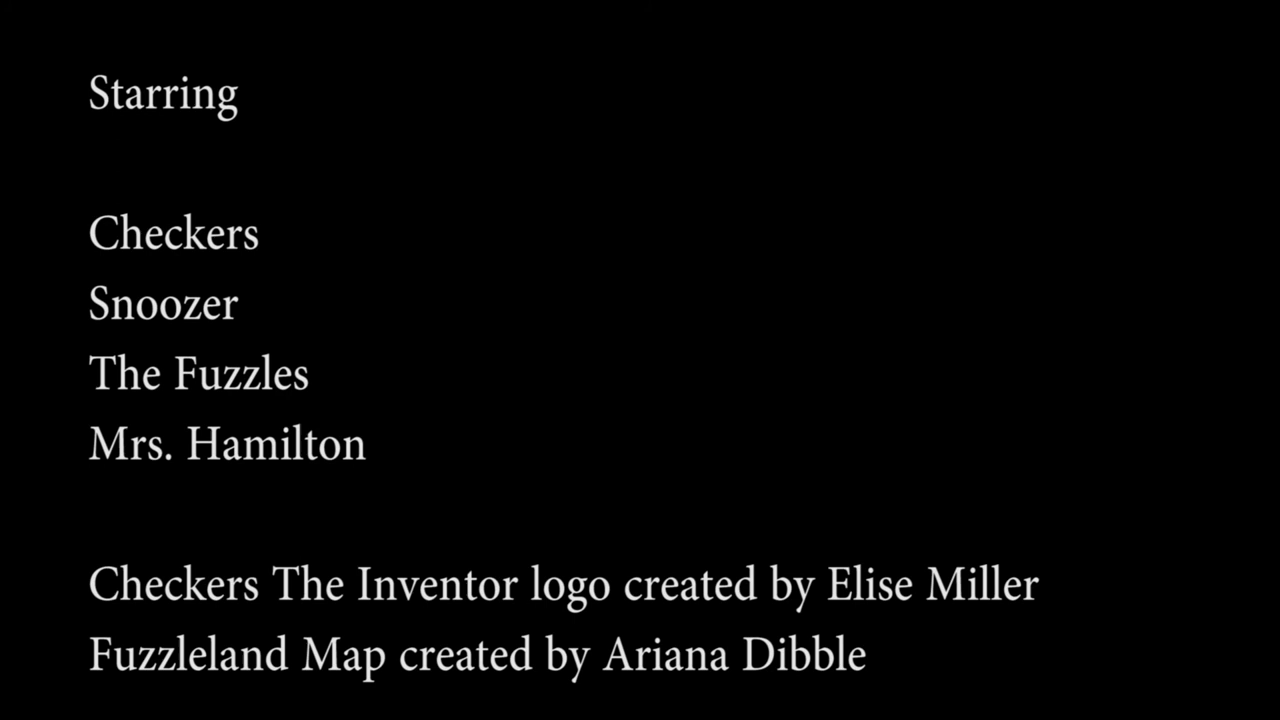 Starring
Checkers
Snoozer
The Fuzzles
Mrs. Hamilton
Checkers The Inventor logo created by Elise Miller
Fuzzleland Map created by Ariana Dibble